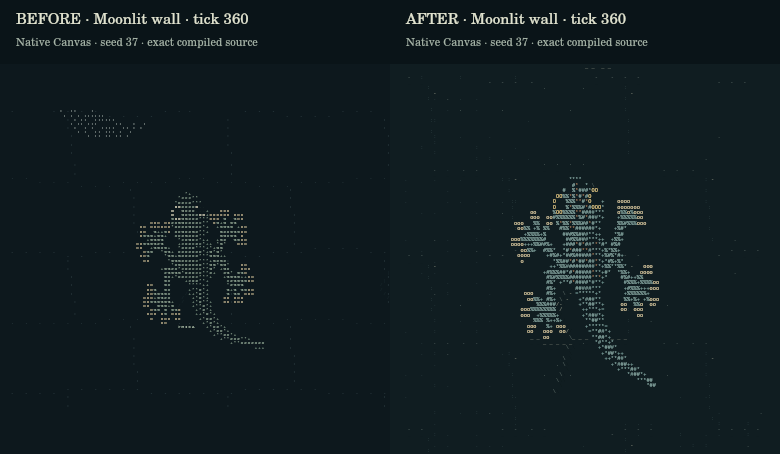 BEFORE · Moonlit wall · tick 360
Native Canvas · seed 37 · exact compiled source
AFTER · Moonlit wall · tick 360
Native Canvas · seed 37 · exact compiled source